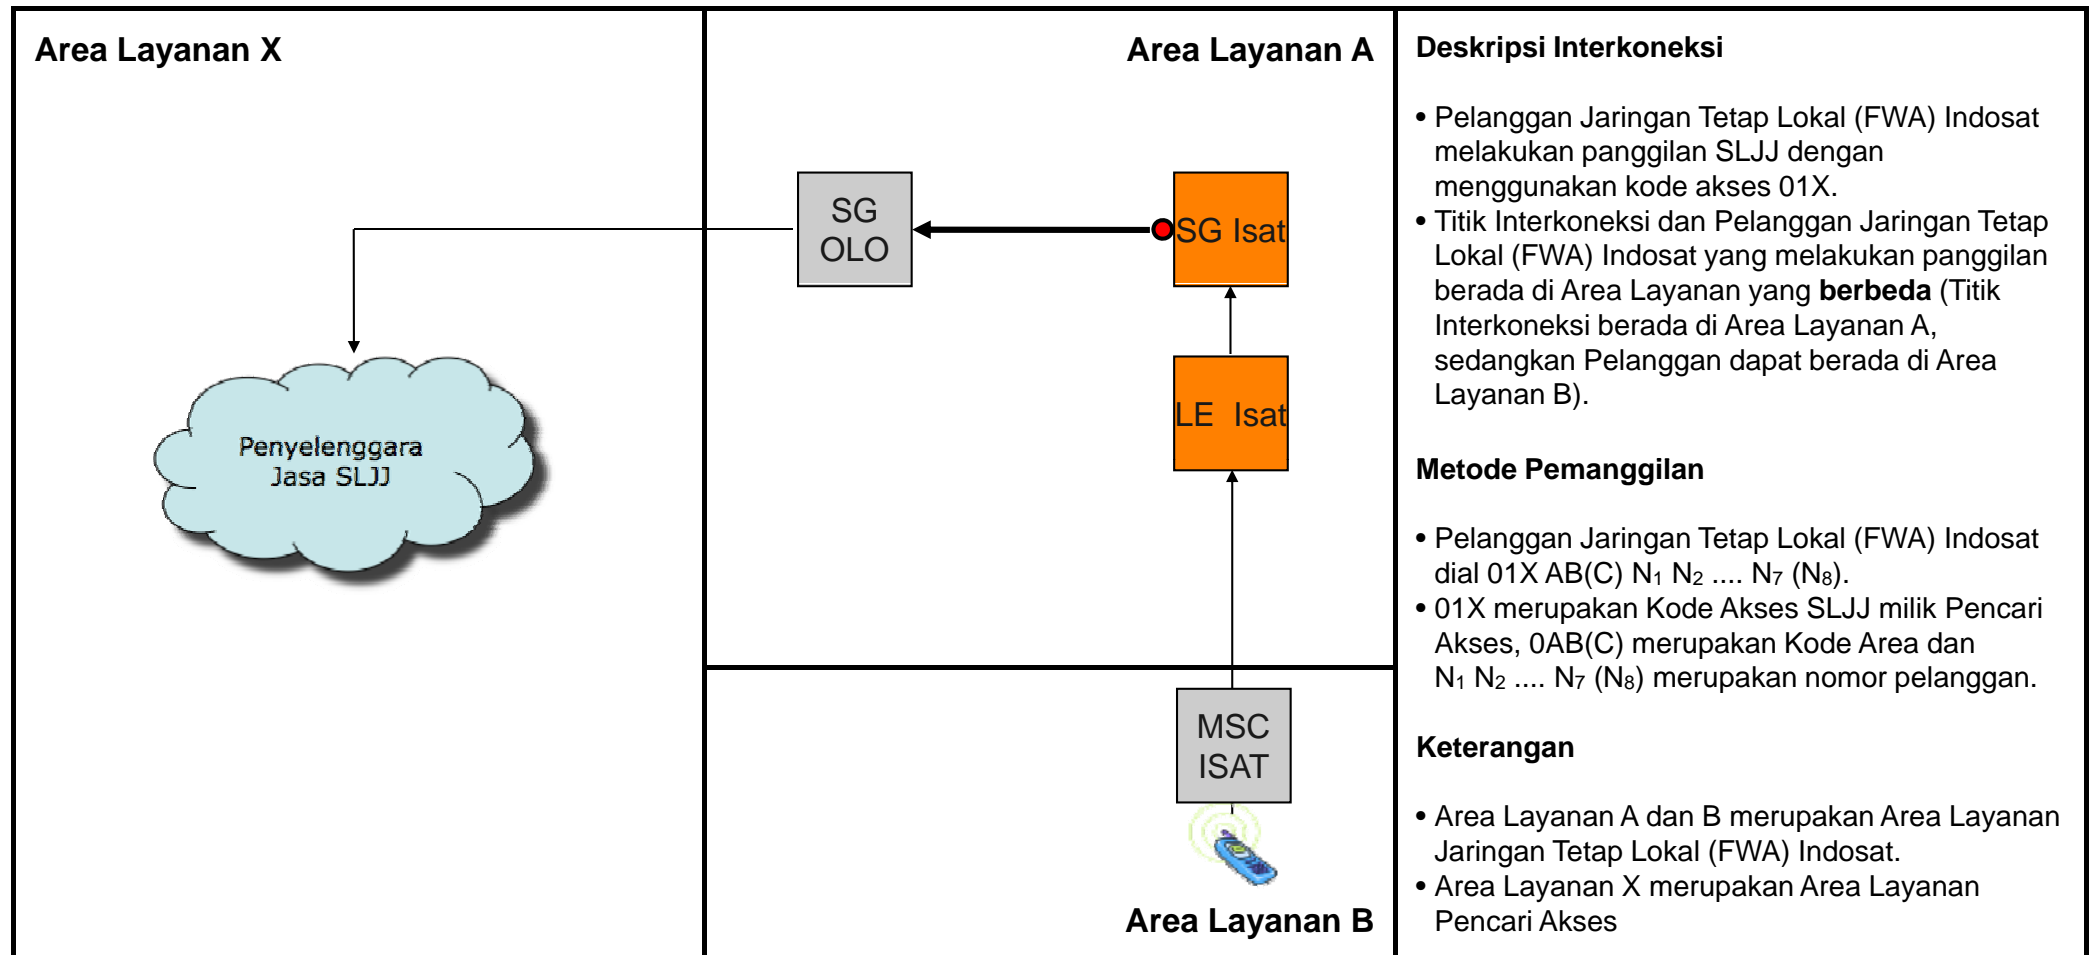 Area Layanan X
Area Layanan A
SG
OLO
SG Isat
LE  Isat
Penyelenggara
Jasa SLJJ
MSC
ISAT
Area Layanan B
Deskripsi Interkoneksi
• Pelanggan Jaringan Tetap Lokal (FWA) Indosat
melakukan panggilan SLJJ dengan
menggunakan kode akses 01X.
• Titik Interkoneksi dan Pelanggan Jaringan Tetap
Lokal (FWA) Indosat yang melakukan panggilan
berada di Area Layanan yang berbeda (Titik
Interkoneksi berada di Area Layanan A,
sedangkan Pelanggan dapat berada di Area
Layanan B).
Metode Pemanggilan
• Pelanggan Jaringan Tetap Lokal (FWA) Indosat
dial 01X AB(C) N₁ N₂ .... N₇ (N₈).
• 01X merupakan Kode Akses SLJJ milik Pencari
Akses, 0AB(C) merupakan Kode Area dan
N₁ N₂ .... N₇ (N₈) merupakan nomor pelanggan.
Keterangan
• Area Layanan A dan B merupakan Area Layanan
Jaringan Tetap Lokal (FWA) Indosat.
• Area Layanan X merupakan Area Layanan
Pencari Akses